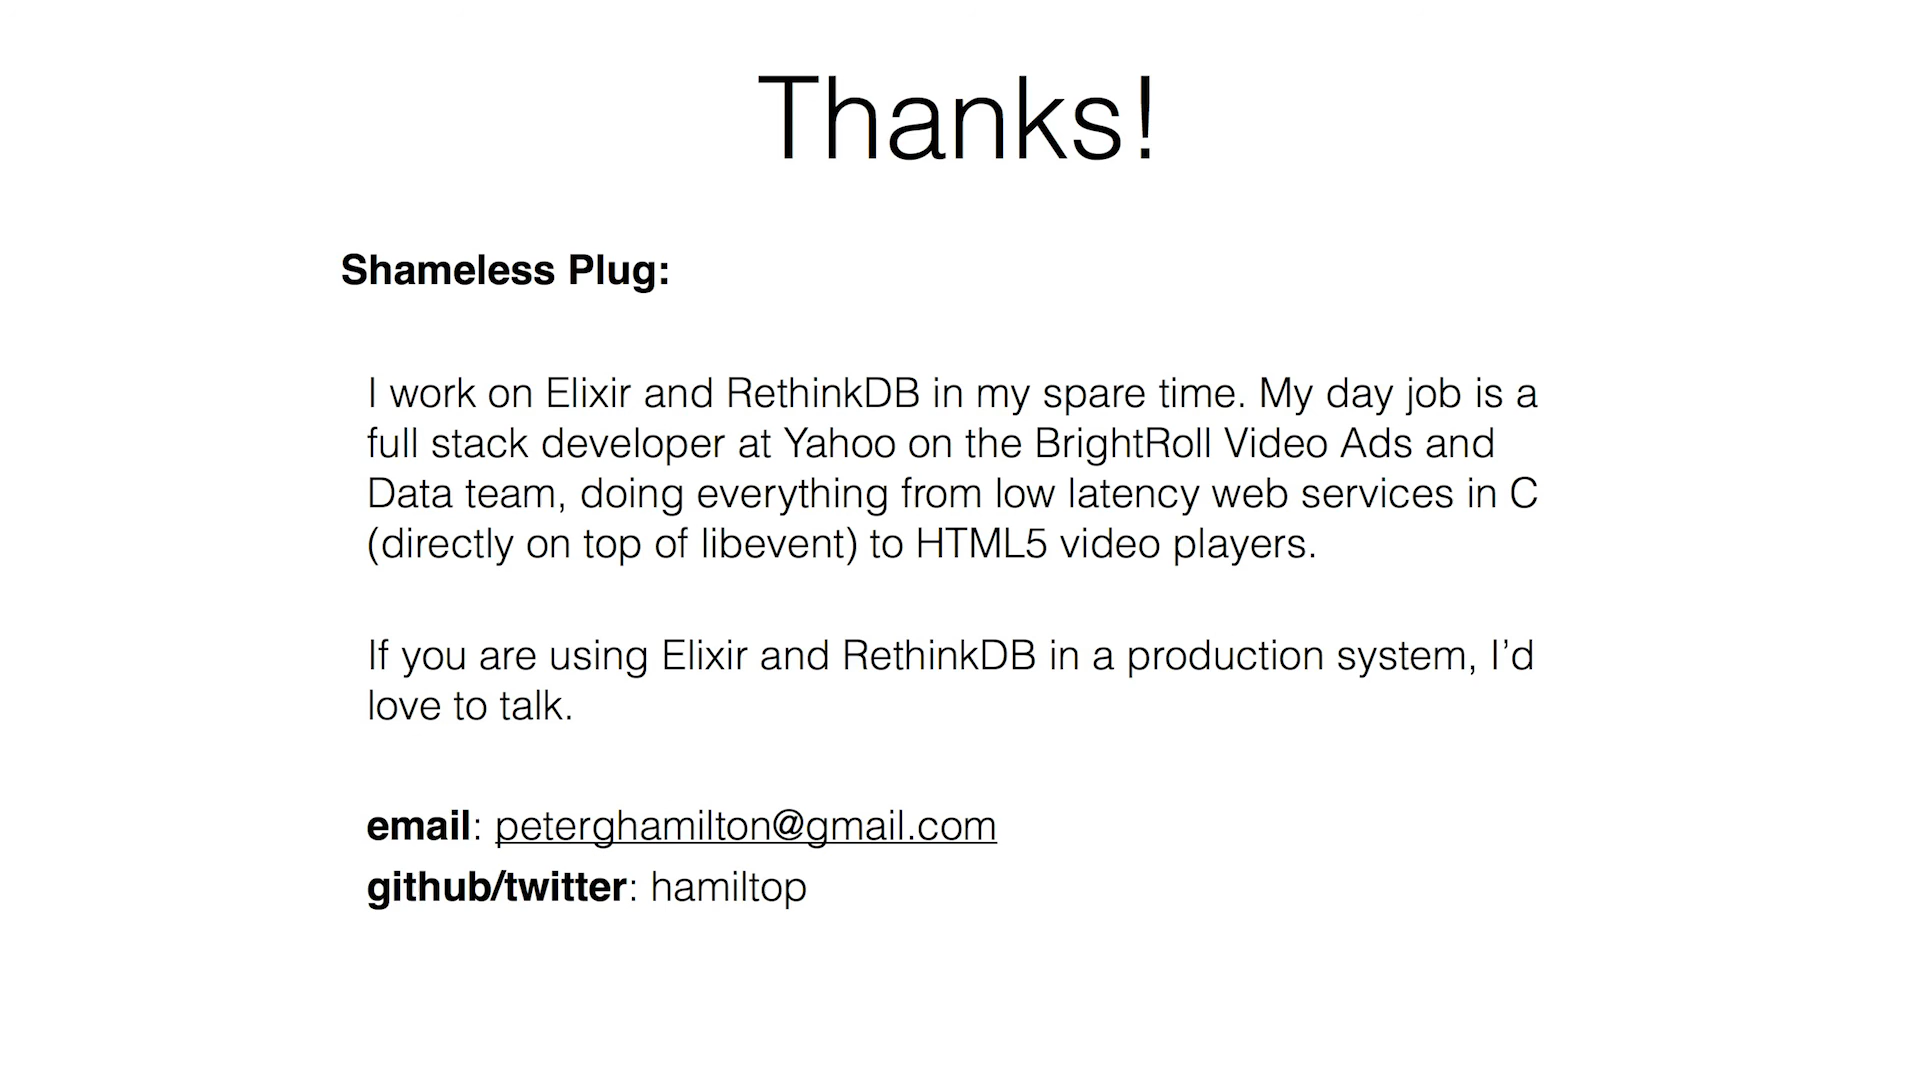 Thanks!
Shameless Plug:
I work on Elixir and RethinkDB in my spare time. My day job is a
full stack developer at Yahoo on the BrightRoll Video Ads and
Data team, doing everything from low latency web services in C
(directly on top of libevent) to HTML5 video players.
If you are using Elixir and RethinkDB in a production system, I’d
love to talk.
email: peterghamilton@gmail.com
github/twitter: hamiltop